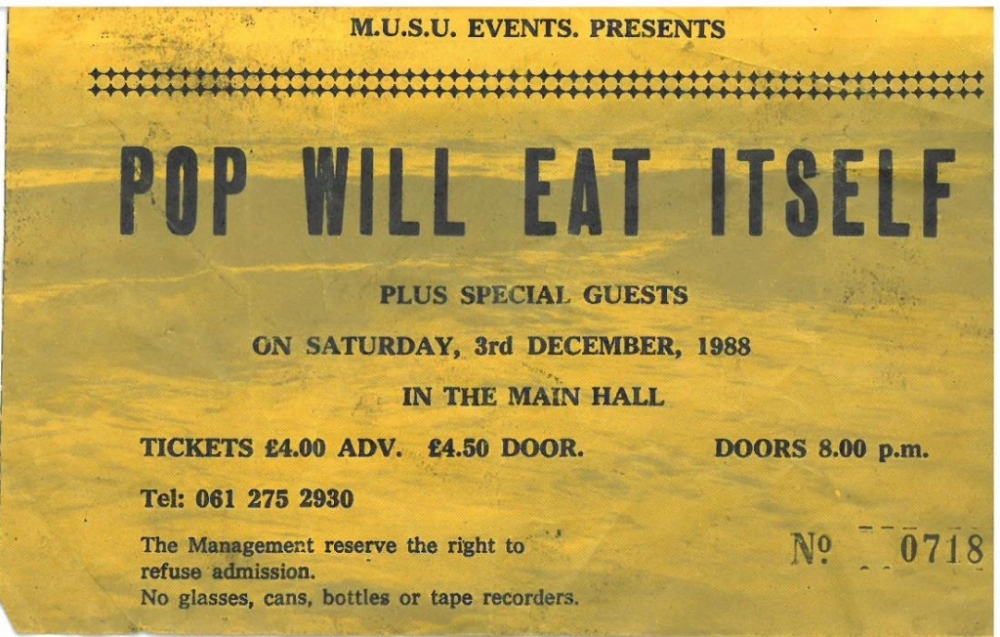 M.U.S.U. EVENTS. PRESENTS
POP WILL EAT ITSELF
PLUS SPECIAL GUESTS
ON SATURDAY, 3rd DECEMBER, 1988
IN THE MAIN HALL
TICKETS £4.00 ADV. £4.50 DOOR. DOORS 8.00 p.m.
Tel: 061 275 2930
The Management reserve the right to
refuse admission.
No glasses, cans, bottles or tape recorders.
Nº 0718